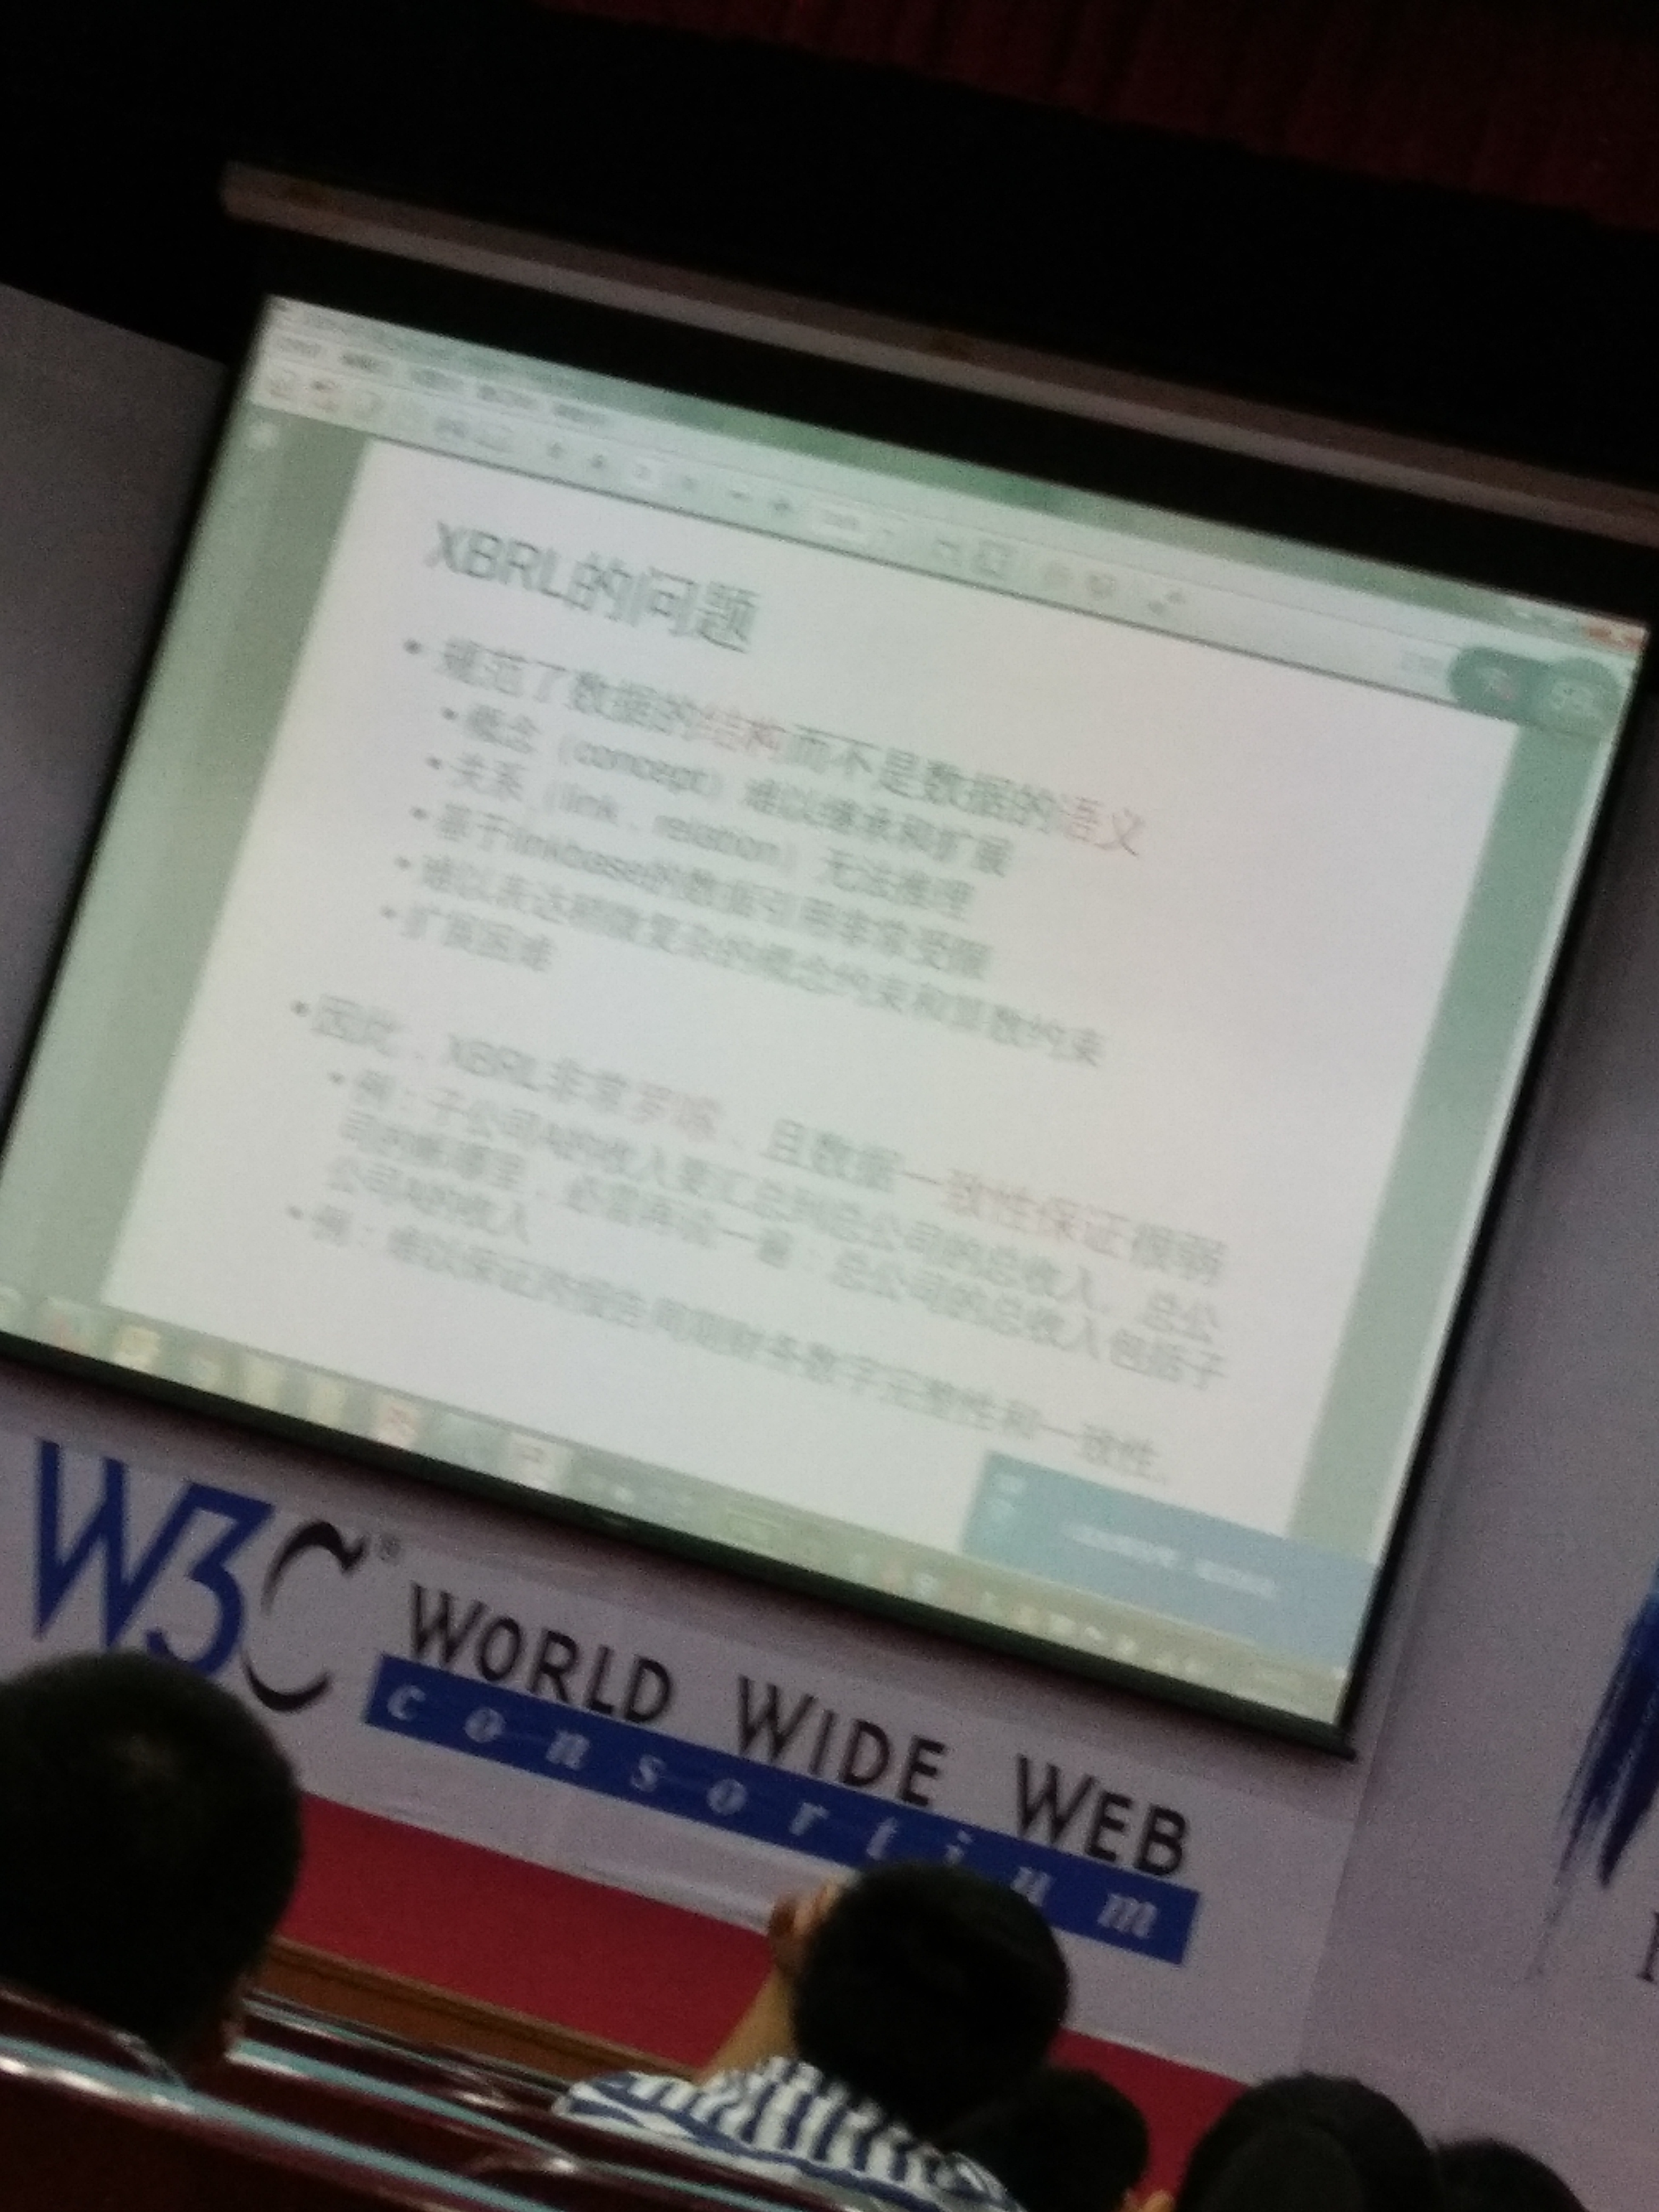 XBRL的问题
• 规范了数据的结构而不是数据的语义
• 概念（concept）难以继承和扩展
• 关系（link，relation）无法推理
• 基于linkbase的数据引用非常受限
• 难以表达稍微复杂的概念约束和算数约束
• 扩展困难
• 因此，XBRL非常罗嗦，且数据一致性保证很弱
• 例：子公司A的收入要汇总到总公司的总收入，总公
司的帐哪里，必需再说一遍：总公司的总收入包括子
公司A的收入
• 例：难以保证跨报告同期财务数字完整性和一致性。
W3C®
WORLD WIDE WEB
consortium